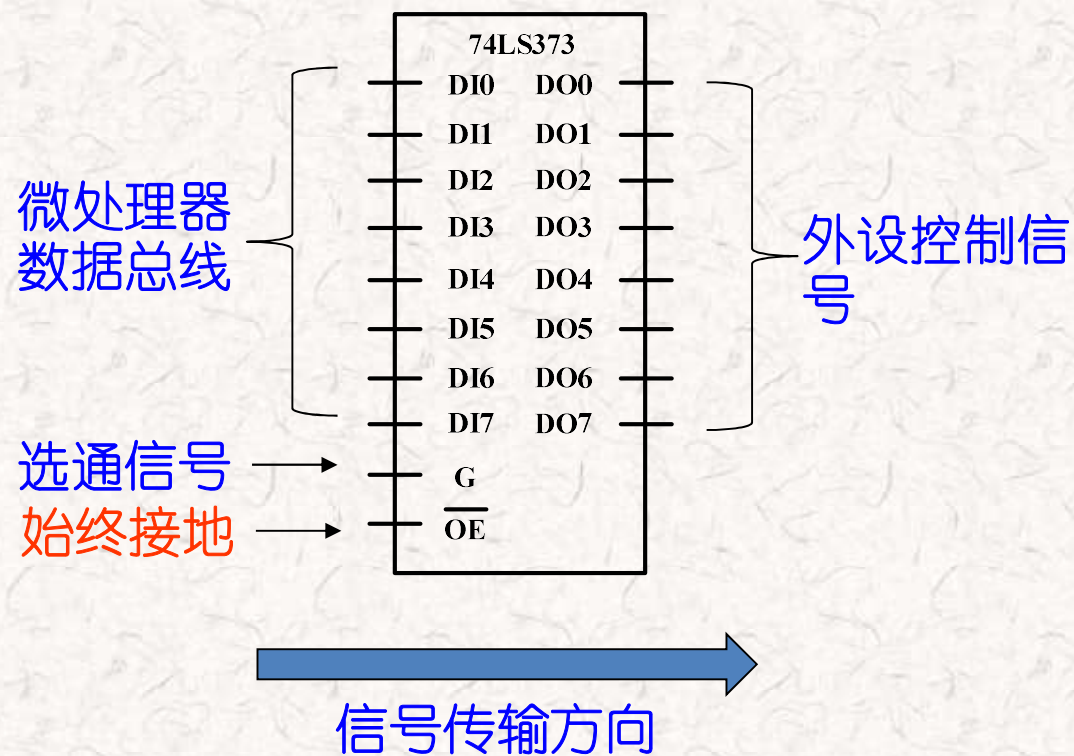 74LS373
DI0 DO0
DI1 DO1
DI2 DO2
DI3 DO3
DI4 DO4
DI5 DO5
DI6 DO6
DI7 DO7
G
O̅E̅
微处理器
数据总线
选通信号
始终接地
外设控制信
号
信号传输方向